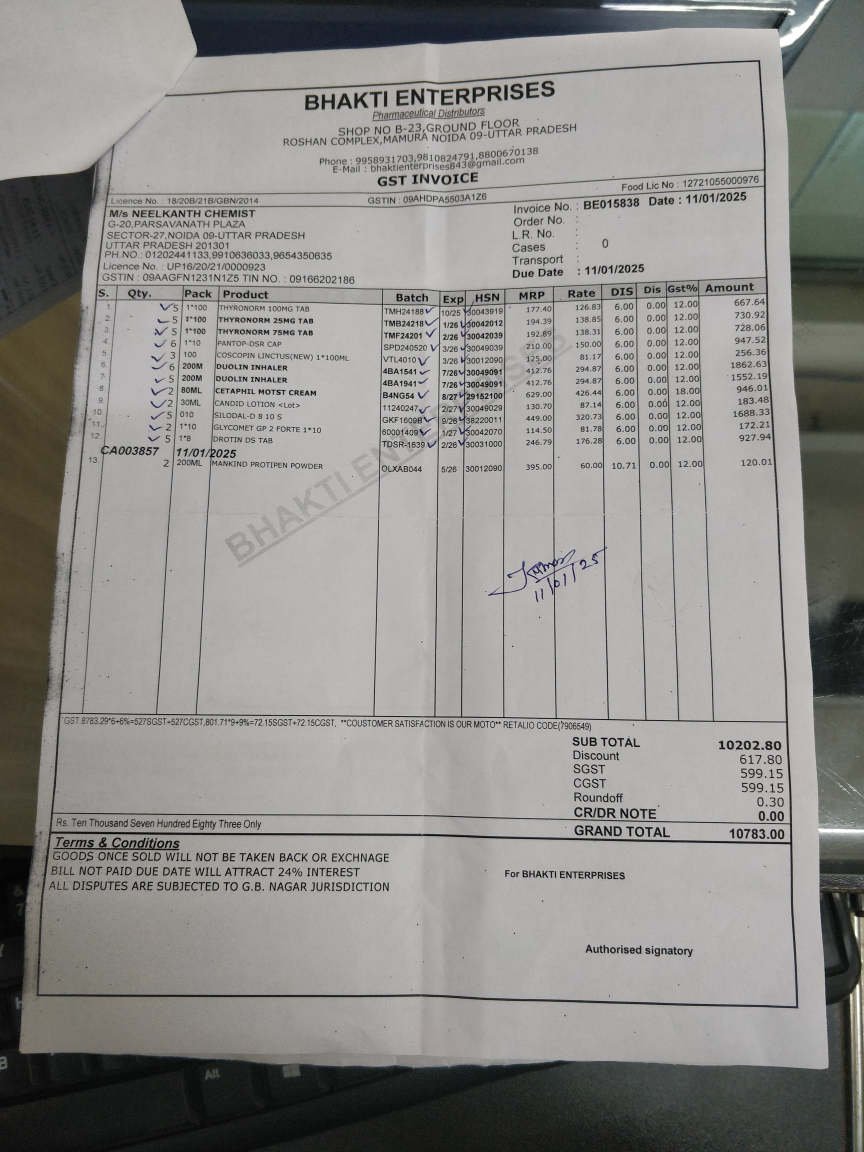 BHAKTI ENTERPRISES
Pharmaceutical Distributors
SHOP NO B-23,GROUND FLOOR
ROSHAN COMPLEX,MAMURA NOIDA 09-UTTAR PRADESH
Phone : 9958931703,9810824791,8800670138
E-Mail : bhaktienterprises843@gmail.com
GST INVOICE
Licence No. : 18/20B/21B/GBN/2014 GSTIN : 09AHDPA5503A1Z6 Food Lic No : 12721055000976
M/s NEELKANTH CHEMIST
G-20,PARSAVANATH PLAZA
SECTOR-27,NOIDA 09-UTTAR PRADESH
UTTAR PRADESH 201301
PH.NO.: 01202441133,9910636033,9654350635
Licence No. : UP16/20/21/0000923
GSTIN : 09AAGFN1231N1Z5 TIN NO. : 09166202186
Invoice No. : BE015838 Date : 11/01/2025
Order No. :
L.R. No. :
Cases 0
Transport :
Due Date : 11/01/2025
S. Qty. Pack Product Batch Exp HSN MRP Rate DIS Dis Gst% Amount
1. 5 1*100 THYRONORM 100MG TAB TMH24188 10/25 30043919 177.40 126.83 6.00 0.00 12.00 667.64
2. 5 1*100 THYRONORM 25MG TAB TMB24218 1/26 30042012 194.39 138.85 6.00 0.00 12.00 730.92
3. 5 1*100 THYRONORM 75MG TAB TMF24201 2/26 30042039 192.89 138.31 6.00 0.00 12.00 728.06
4. 6 1*10 PANTOP-DSR CAP SPD240520 3/26 30049039 210.00 150.00 6.00 0.00 12.00 947.52
5. 3 100 COSCOPIN LINCTUS(NEW) 1*100ML VTL4010 3/26 30012090 125.00 81.17 6.00 0.00 12.00 256.36
6. 6 200M DUOLIN INHALER 4BA1541 7/26 30049091 412.76 294.87 6.00 0.00 12.00 1862.63
7. 5 200M DUOLIN INHALER 4BA1941 7/26 30049091 412.76 294.87 6.00 0.00 12.00 1552.19
8. 2 80ML CETAPHIL MOTST CREAM B4NG54 8/27 29152100 629.00 426.44 6.00 0.00 18.00 946.01
9. 2 30ML CANDID LOTION <Lot> 11240247 2/27 30049029 130.70 87.14 6.00 0.00 12.00 183.48
10. 5 010 SILODAL-D 8 10 S GKF1609B 9/26 38220011 449.00 320.73 6.00 0.00 12.00 1688.33
11. 2 1*10 GLYCOMET GP 2 FORTE 1*10 60001409 1/27 30042070 114.50 81.78 6.00 0.00 12.00 172.21
12. 5 1*8 DROTIN DS TAB TDSR-1639 2/26 30031000 246.79 176.28 6.00 0.00 12.00 927.94
CA003857 11/01/2025
13. 2 200ML MANKIND PROTIPEN POWDER OLXAB044 5/26 30012090 395.00 60.00 10.71 0.00 12.00 120.01
BHAKTI ENTERPRISES
11/01/25
GST 8783.29*6+6%=527SGST+527CGST,801.71*9+9%=72.15SGST+72.15CGST, **COUSTOMER SATISFACTION IS OUR MOTO** RETALIO CODE(7906549)
SUB TOTAL 10202.80
Discount 617.80
SGST 599.15
CGST 599.15
Roundoff 0.30
CR/DR NOTE 0.00
Rs. Ten Thousand Seven Hundred Eighty Three Only
GRAND TOTAL 10783.00
Terms & Conditions
GOODS ONCE SOLD WILL NOT BE TAKEN BACK OR EXCHNAGE
BILL NOT PAID DUE DATE WILL ATTRACT 24% INTEREST
ALL DISPUTES ARE SUBJECTED TO G.B. NAGAR JURISDICTION
For BHAKTI ENTERPRISES
Authorised signatory
Alt